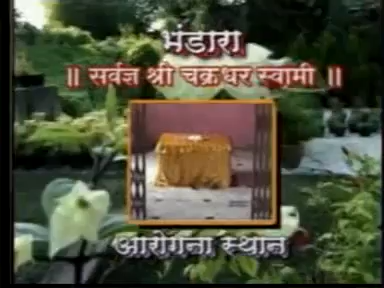 भंडारा
॥ सर्वज्ञ श्री चक्रधर स्वामी ॥
आरोगना स्थान